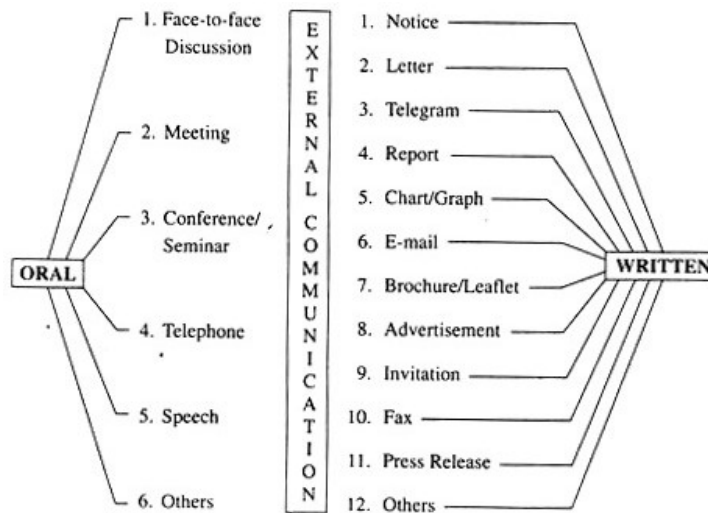 ORAL
1. Face-to-face
Discussion
2. Meeting
3. Conference/
Seminar
4. Telephone
5. Speech
6. Others
EXTERNAL COMMUNICATION
1. Notice
2. Letter
3. Telegram
4. Report
5. Chart/Graph
6. E-mail
7. Brochure/Leaflet
8. Advertisement
9. Invitation
10. Fax
11. Press Release
12. Others
WRITTEN